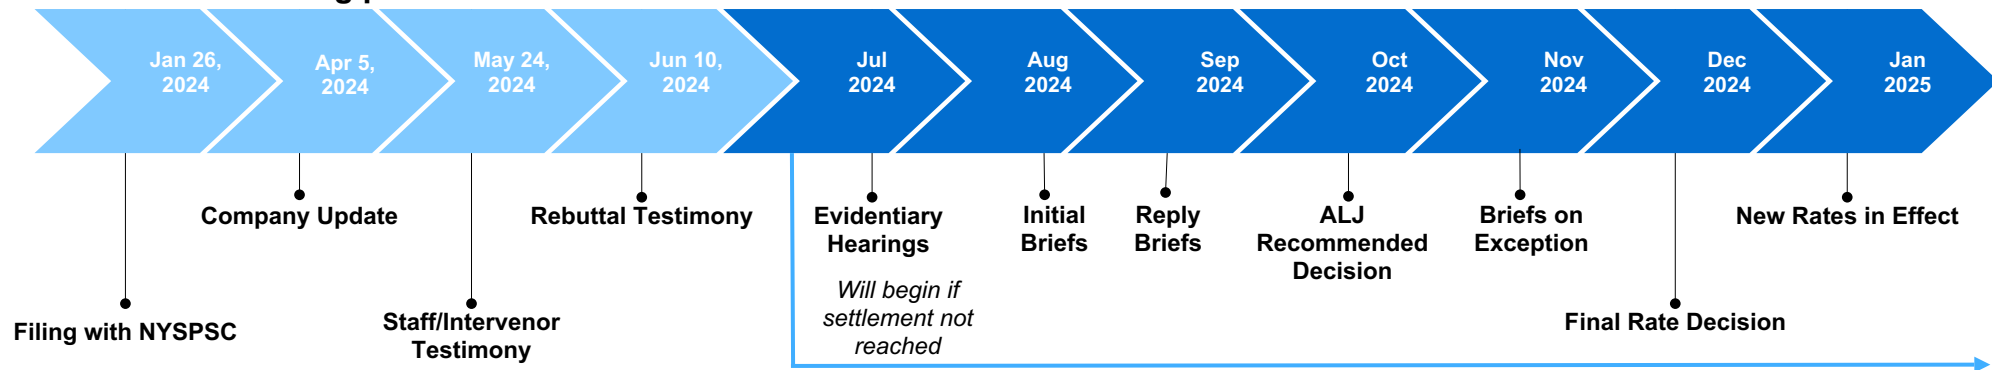 Jan 26,
2024
Apr 5,
2024
May 24,
2024
Jun 10,
2024
Jul
2024
Aug
2024
Sep
2024
Oct
2024
Nov
2024
Dec
2024
Jan
2025
Filing with NYSPSC
Company Update
Staff/Intervenor
Testimony
Rebuttal Testimony
Evidentiary
Hearings
Will begin if
settlement not
reached
Initial
Briefs
Reply
Briefs
ALJ
Recommended
Decision
Briefs on
Exception
Final Rate Decision
New Rates in Effect